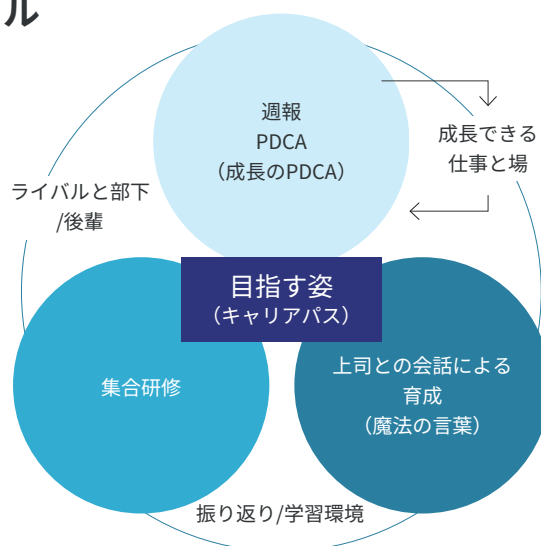 ル
週報
PDCA
（成長のPDCA）
成長できる
仕事と場
ライバルと部下
/後輩
目指す姿
（キャリアパス）
集合研修
上司との会話による
育成
（魔法の言葉）
振り返り/学習環境